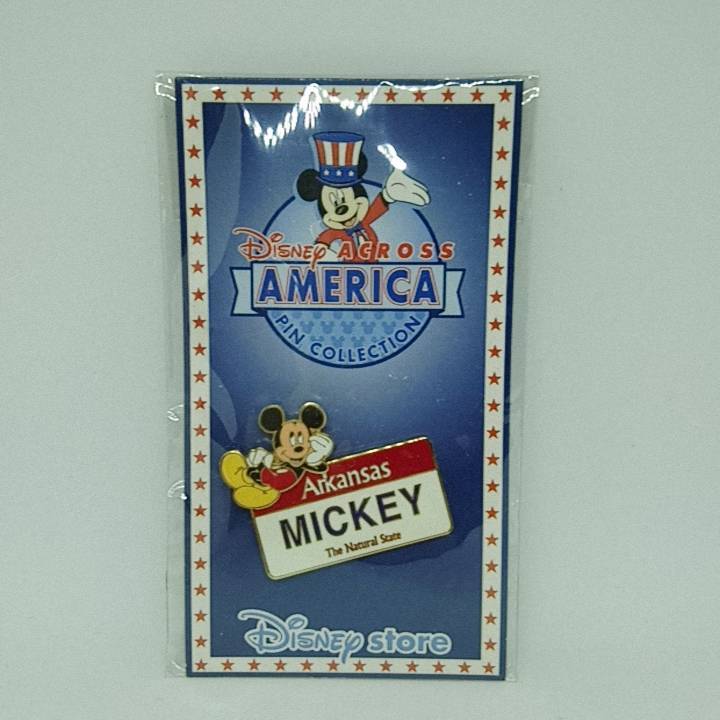 Disney ACROSS
AMERICA
PIN COLLECTION
Arkansas
MICKEY
The Natural State
Disney store